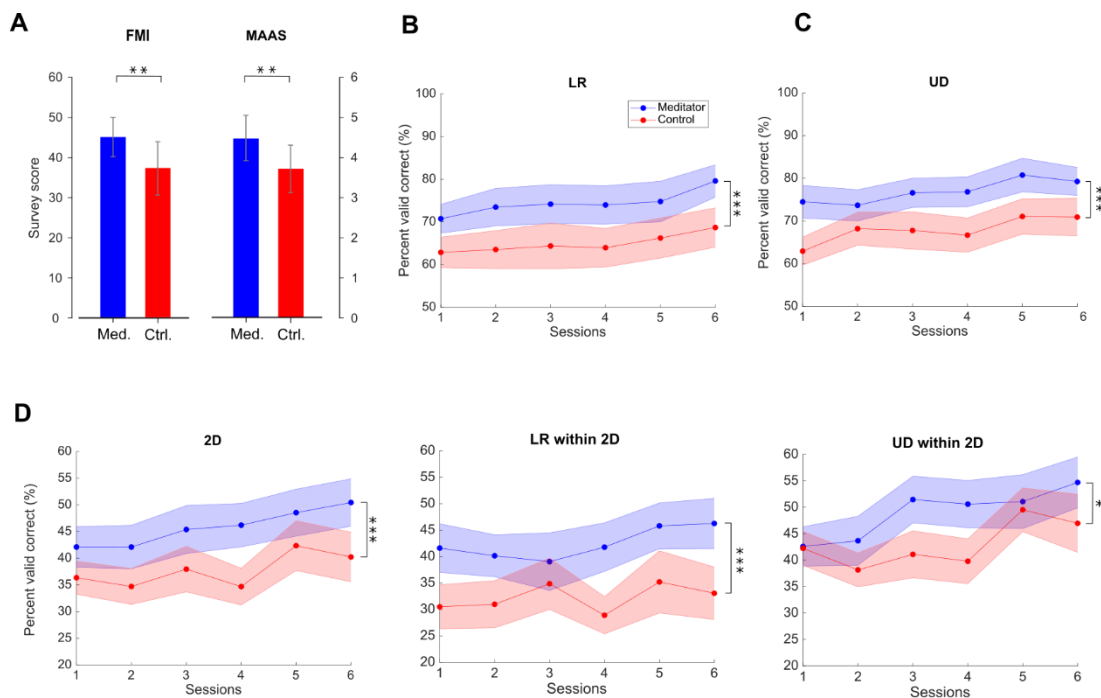 A
FMI MAAS
** **
60 6
50 5
40 4
30 3
20 2
10 1
0 0
Survey score
Med. Ctrl. Med. Ctrl.
B
LR
Meditator
Control
100
90
80
70
60
50
Percent valid correct (%)
***
1 2 3 4 5 6
Sessions
C
UD
100
90
80
70
60
50
Percent valid correct (%)
***
1 2 3 4 5 6
Sessions
D
2D
60
55
50
45
40
35
30
25
20
Percent valid correct (%)
***
1 2 3 4 5 6
Sessions
LR within 2D
60
55
50
45
40
35
30
25
20
***
1 2 3 4 5 6
Sessions
UD within 2D
60
55
50
45
40
35
30
25
20
*
1 2 3 4 5 6
Sessions